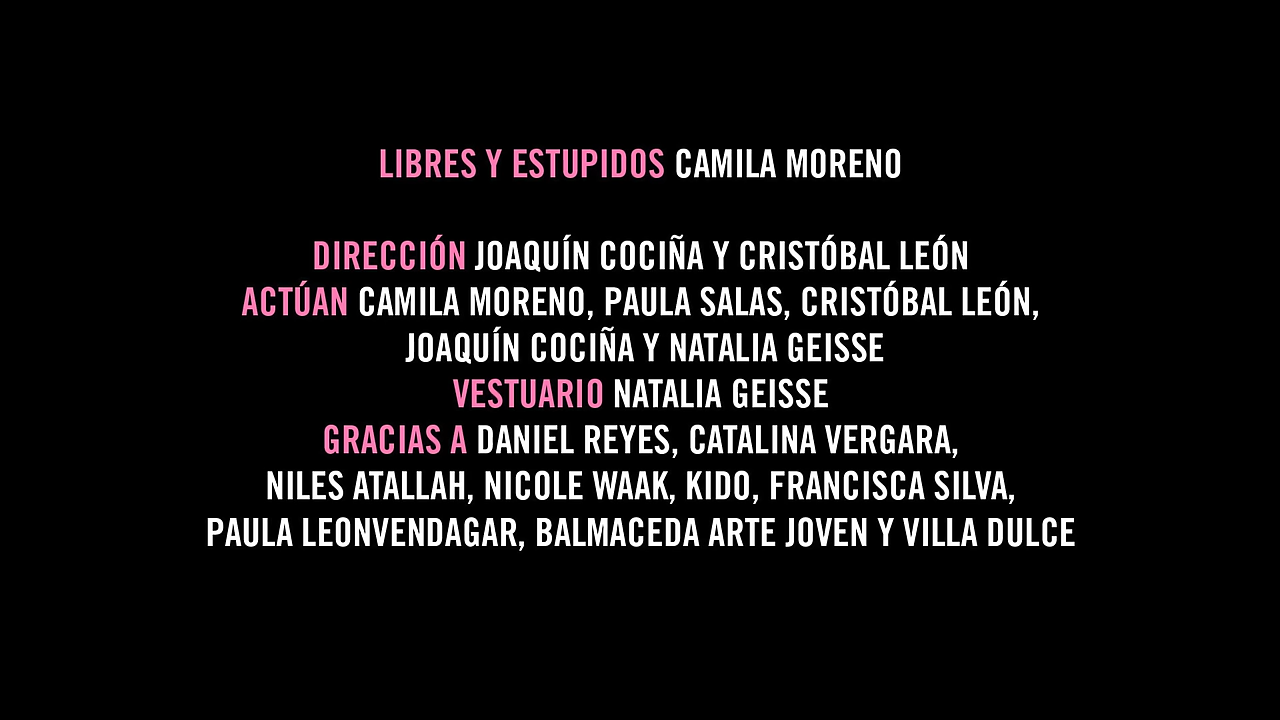 LIBRES Y ESTUPIDOS CAMILA MORENO
DIRECCIÓN JOAQUÍN COCIÑA Y CRISTÓBAL LEÓN
ACTÚAN CAMILA MORENO, PAULA SALAS, CRISTÓBAL LEÓN,
JOAQUÍN COCIÑA Y NATALIA GEISSE
VESTUARIO NATALIA GEISSE
GRACIAS A DANIEL REYES, CATALINA VERGARA,
NILES ATALLAH, NICOLE WAAK, KIDO, FRANCISCA SILVA,
PAULA LEONVENDAGAR, BALMACEDA ARTE JOVEN Y VILLA DULCE